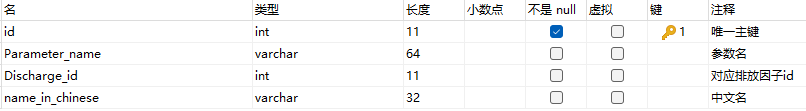 名 类型 长度 小数点 不是 null 虚拟 键 注释
id int 11 1 唯一主键
Parameter_name varchar 64 参数名
Discharge_id int 11 对应排放因子id
name_in_chinese varchar 32 中文名